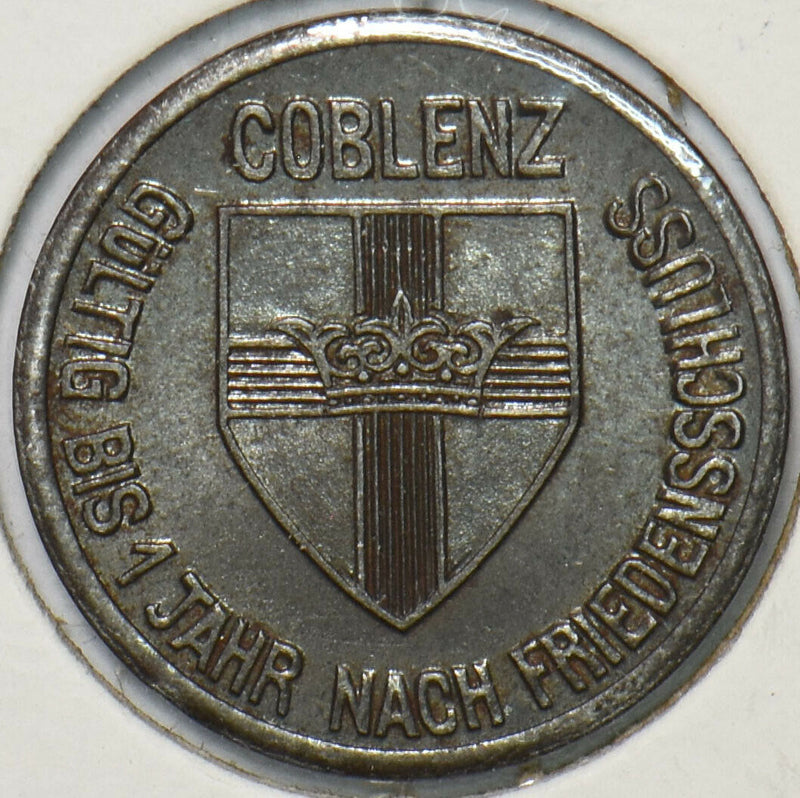 COBLENZ
GÜLTIG BIS 1 JAHR NACH FRIEDENSSCHLUSS